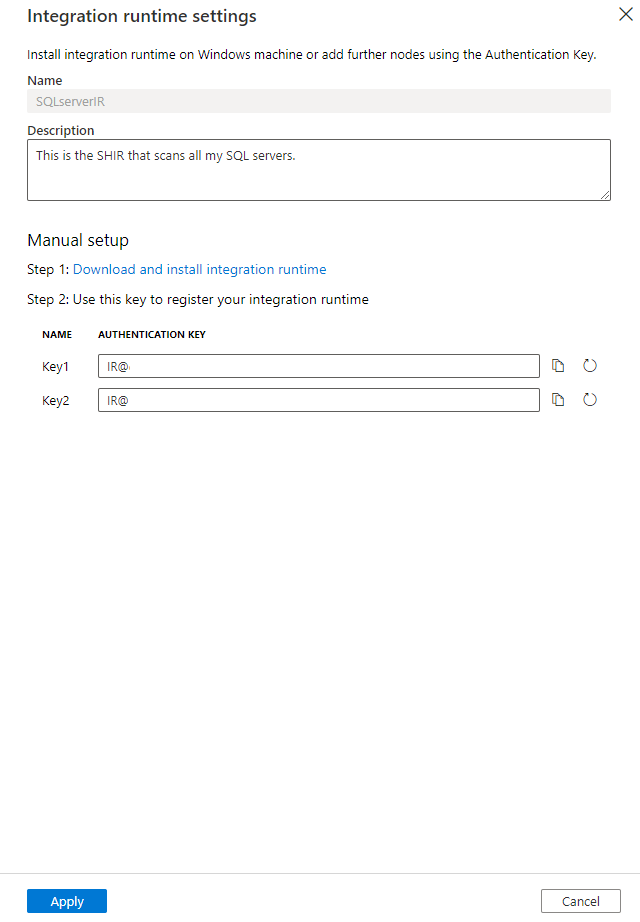 Integration runtime settings
Install integration runtime on Windows machine or add further nodes using the Authentication Key.
Name
SQLserverIR
Description
This is the SHIR that scans all my SQL servers.
Manual setup
Step 1: Download and install integration runtime
Step 2: Use this key to register your integration runtime
NAME AUTHENTICATION KEY
Key1 IR@
Key2 IR@
Apply Cancel